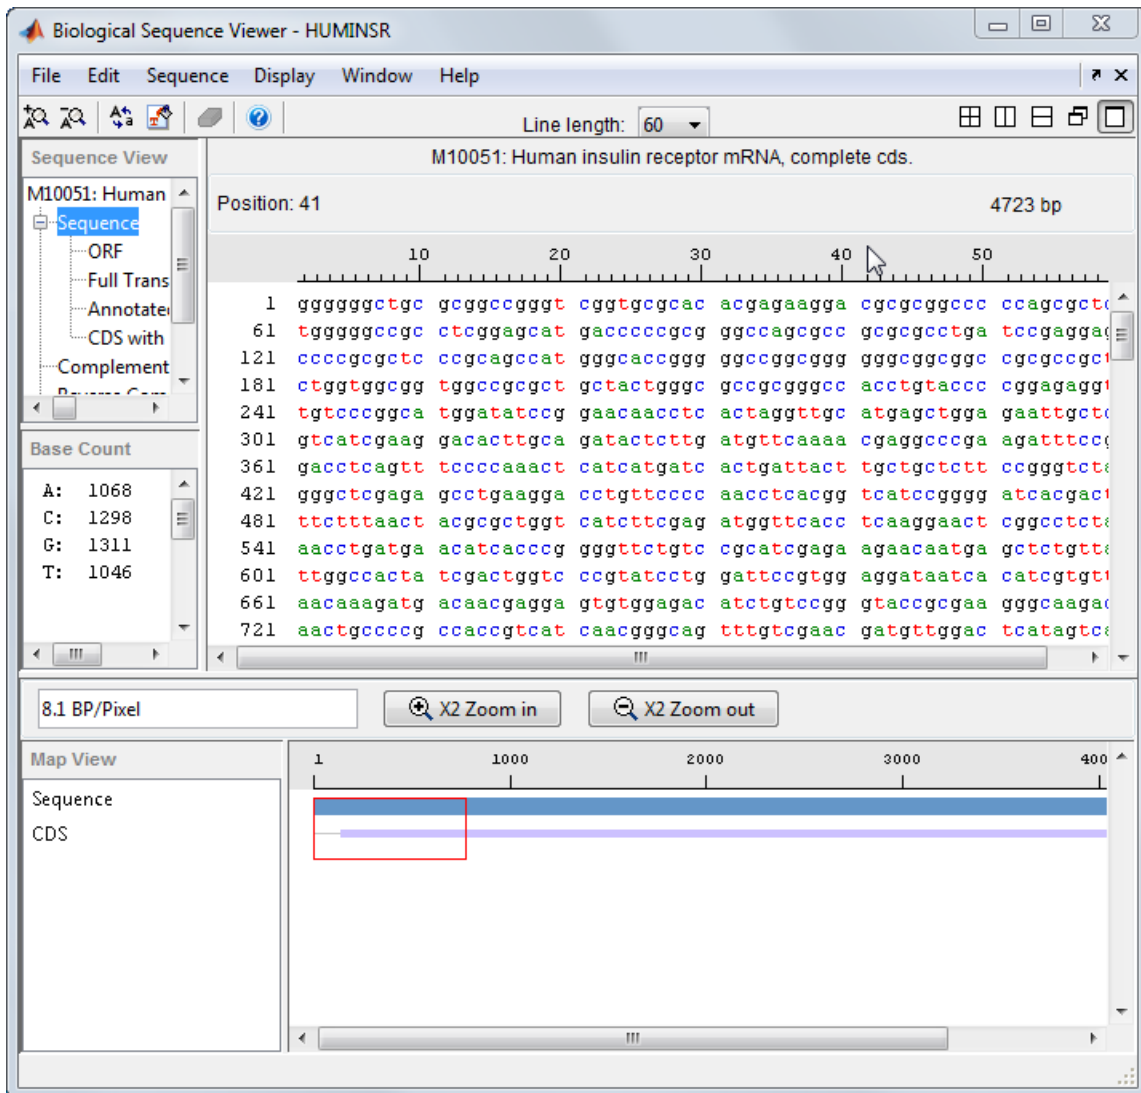 Biological Sequence Viewer - HUMINSR
File Edit Sequence Display Window Help
Line length: 60
Sequence View
M10051: Human
Sequence
ORF
Full Trans
Annotate
CDS with
Complement
M10051: Human insulin receptor mRNA, complete cds.
Position: 41 4723 bp
10 20 30 40 50
1 ggggggctgc gcggccgggt cggtgcgcac acgagaagga cgcgcggccc ccagcgctc
61 tgggggccgc ctcggagcat gacccccgcg ggccagcgcc gcgcgcctga tccgaggag
121 ccccgcgctc ccgcagccat gggcaccggg ggccggcggg gggcggcggc cgcgccgct
181 ctggtggcgg tggccgcgct gctactgggc gccgcgggcc acctgtaccc cggagaggt
241 tgtcccggca tggatatccg gaacaacctc actaggttgc atgagctgga gaattgctc
301 gtcatcgaag gacacttgca gatactcttg atgttcaaaa cgaggcccga agatttccg
361 gacctcagtt tccccaaact catcatgatc actgattact tgctgctctt ccgggtcta
421 gggctcgaga gcctgaagga cctgttcccc aacctcacgg tcatccgggg atcacgact
481 ttctttaact acgcgctggt catcttcgag atggttcacc tcaaggaact cggcctcta
541 aacctgatga acatcacccg gggttctgtc cgcatcgaga agaacaatga gctctgtta
601 ttggccacta tcgactggtc ccgtatcctg gattccgtgg aggataatca catcgtgtt
661 aacaaagatg acaacgagga gtgtggagac atctgtccgg gtaccgcgaa gggcaagac
721 aactgccccg ccaccgtcat caacgggcag tttgtcgaac gatgttggac tcatagtca
Base Count
A: 1068
C: 1298
G: 1311
T: 1046
8.1 BP/Pixel X2 Zoom in X2 Zoom out
Map View
1 1000 2000 3000 400
Sequence
CDS